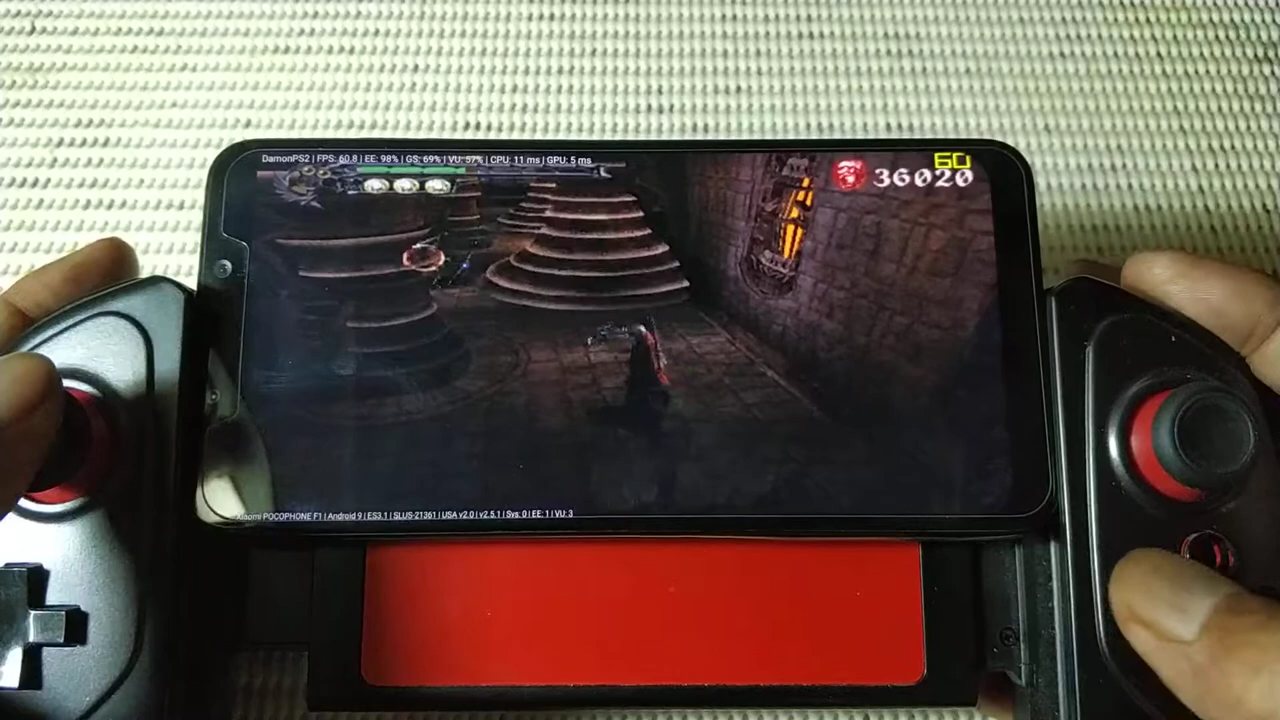 DamonPS2 | FPS: 60.8 | EE: 98% | GS: 69% | VU: 57% | CPU: 11 ms | GPU: 5 ms
60
36020
Xiaomi POCOPHONE F1 | Android 9 | ES3.1 | SLUS-21361 | USA v2.0 | v2.5.1 | Sys: 0 | EE: 1 | VU: 3